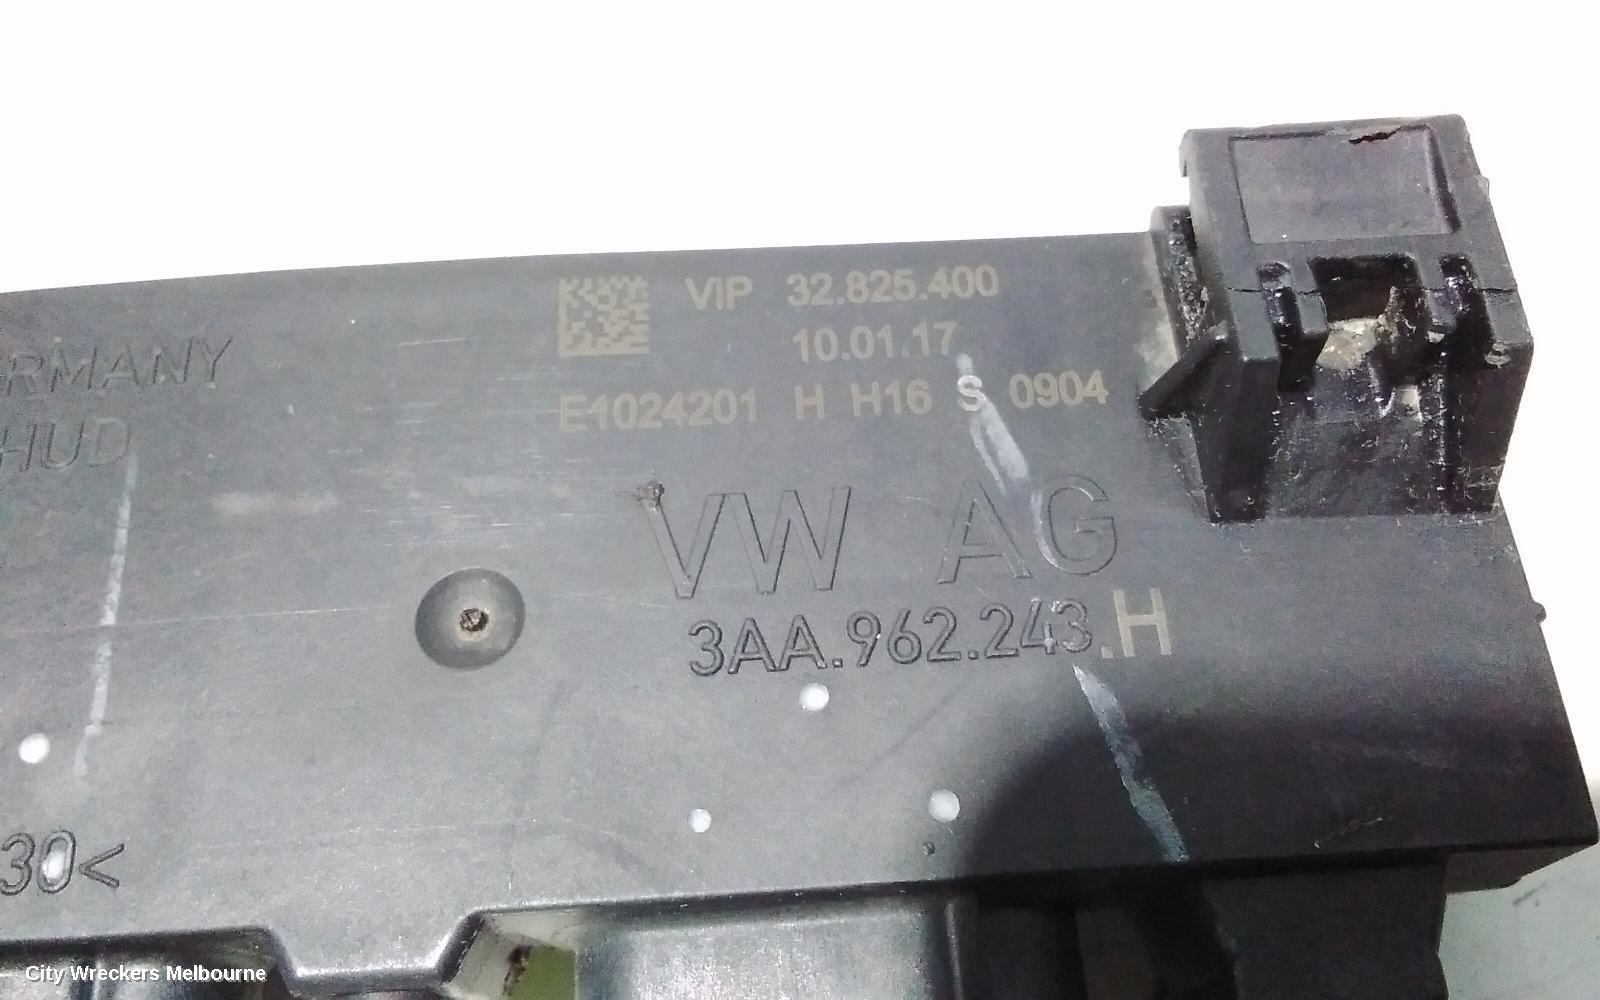 VIP 32.825.400
10.01.17
E1024201 H H16 S 0904
ERMANY
HUD
VW AG
3AA.962.243.H
30<
City Wreckers Melbourne